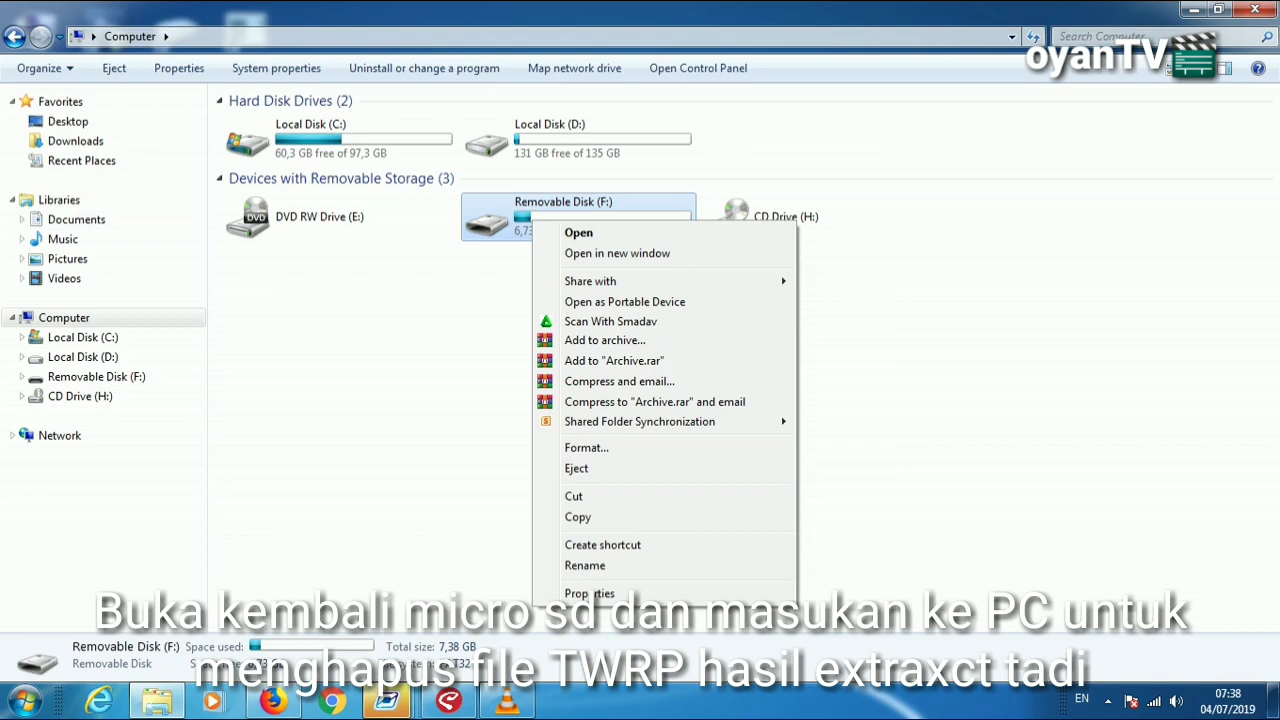 Computer
Search Computer
oyanTV
Organize
Eject
Properties
System properties
Uninstall or change a program
Map network drive
Open Control Panel
Favorites
Desktop
Downloads
Recent Places
Libraries
Documents
Music
Pictures
Videos
Computer
Local Disk (C:)
Local Disk (D:)
Removable Disk (F:)
CD Drive (H:)
Network
Hard Disk Drives (2)
Local Disk (C:)
60,3 GB free of 97,3 GB
Local Disk (D:)
131 GB free of 135 GB
Devices with Removable Storage (3)
DVD RW Drive (E:)
Removable Disk (F:)
CD Drive (H:)
Open
Open in new window
Share with
Open as Portable Device
Scan With Smadav
Add to archive...
Add to "Archive.rar"
Compress and email...
Compress to "Archive.rar" and email
Shared Folder Synchronization
Format...
Eject
Cut
Copy
Create shortcut
Rename
Properties
Buka kembali micro sd dan masukan ke PC untuk
menghapus file TWRP hasil extraxct tadi
Removable Disk (F:)
Space used:
Total size: 7,38 GB
Removable Disk
EN
07:38
04/07/2019